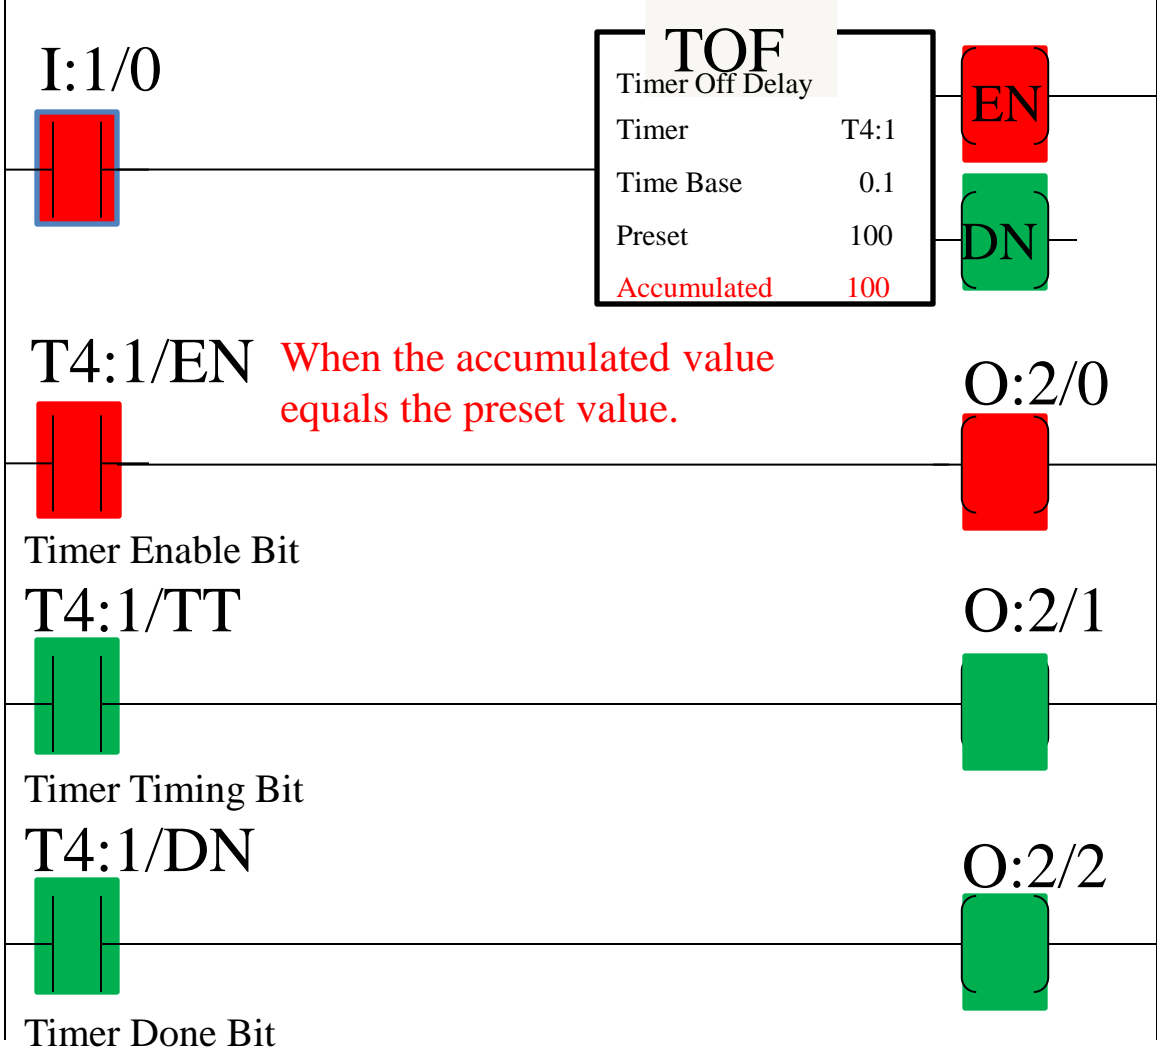 I:1/0
TOF
Timer Off Delay
EN
Timer T4:1
Time Base 0.1
Preset 100
DN
Accumulated 100
T4:1/EN
When the accumulated value
equals the preset value.
O:2/0
Timer Enable Bit
T4:1/TT
O:2/1
Timer Timing Bit
T4:1/DN
O:2/2
Timer Done Bit